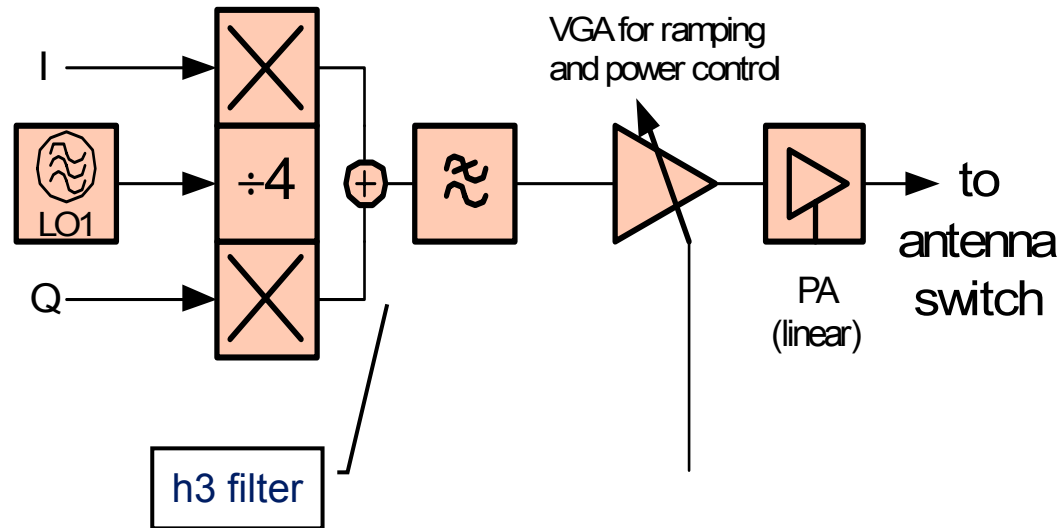 VGA for ramping
and power control
I
LO1
÷4
+
Q
to
antenna
switch
PA
(linear)
h3 filter